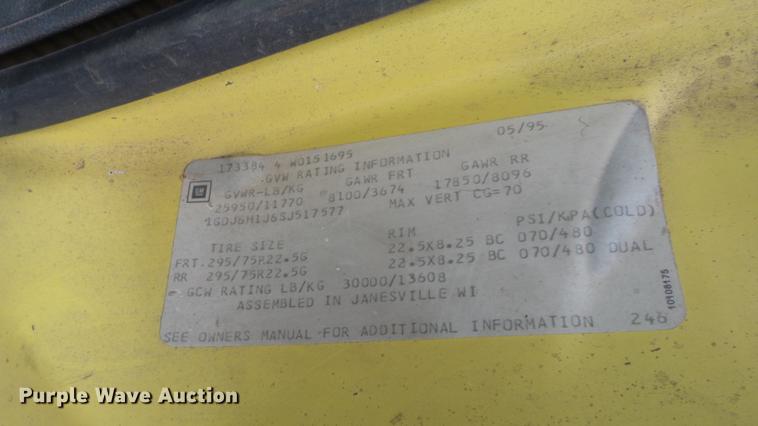 173384 4 W0151695 05/95
GVW RATING INFORMATION
GM
GVWR-LB/KG GAWR FRT GAWR RR
25950/11770 8100/3674 17850/8096
1GDJ6H1J6SJ517577 MAX VERT CG=70
TIRE SIZE RIM PSI/KPA(COLD)
FRT.295/75R22.5G 22.5X8.25 BC 070/480
RR 295/75R22.5G 22.5X8.25 BC 070/480 DUAL
GCW RATING LB/KG 30000/13608
ASSEMBLED IN JANESVILLE WI
SEE OWNERS MANUAL FOR ADDITIONAL INFORMATION 246
10108175
Purple Wave Auction